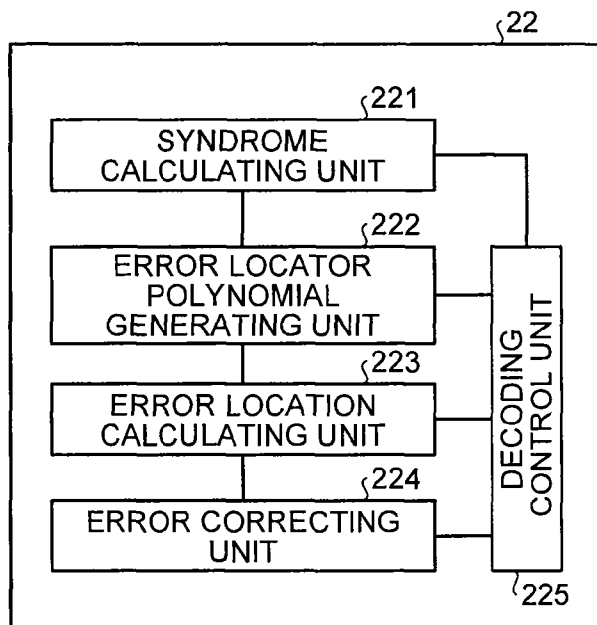 22
221
SYNDROME
CALCULATING UNIT
222
ERROR LOCATOR
POLYNOMIAL
GENERATING UNIT
223
ERROR LOCATION
CALCULATING UNIT
224
ERROR CORRECTING
UNIT
DECODING
CONTROL UNIT
225